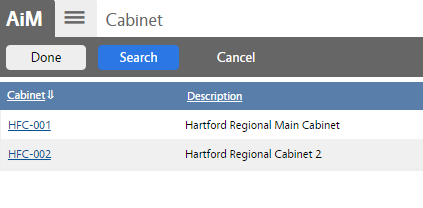 AiM Cabinet
Done Search Cancel
Cabinet⇓ Description
HFC-001 Hartford Regional Main Cabinet
HFC-002 Hartford Regional Cabinet 2